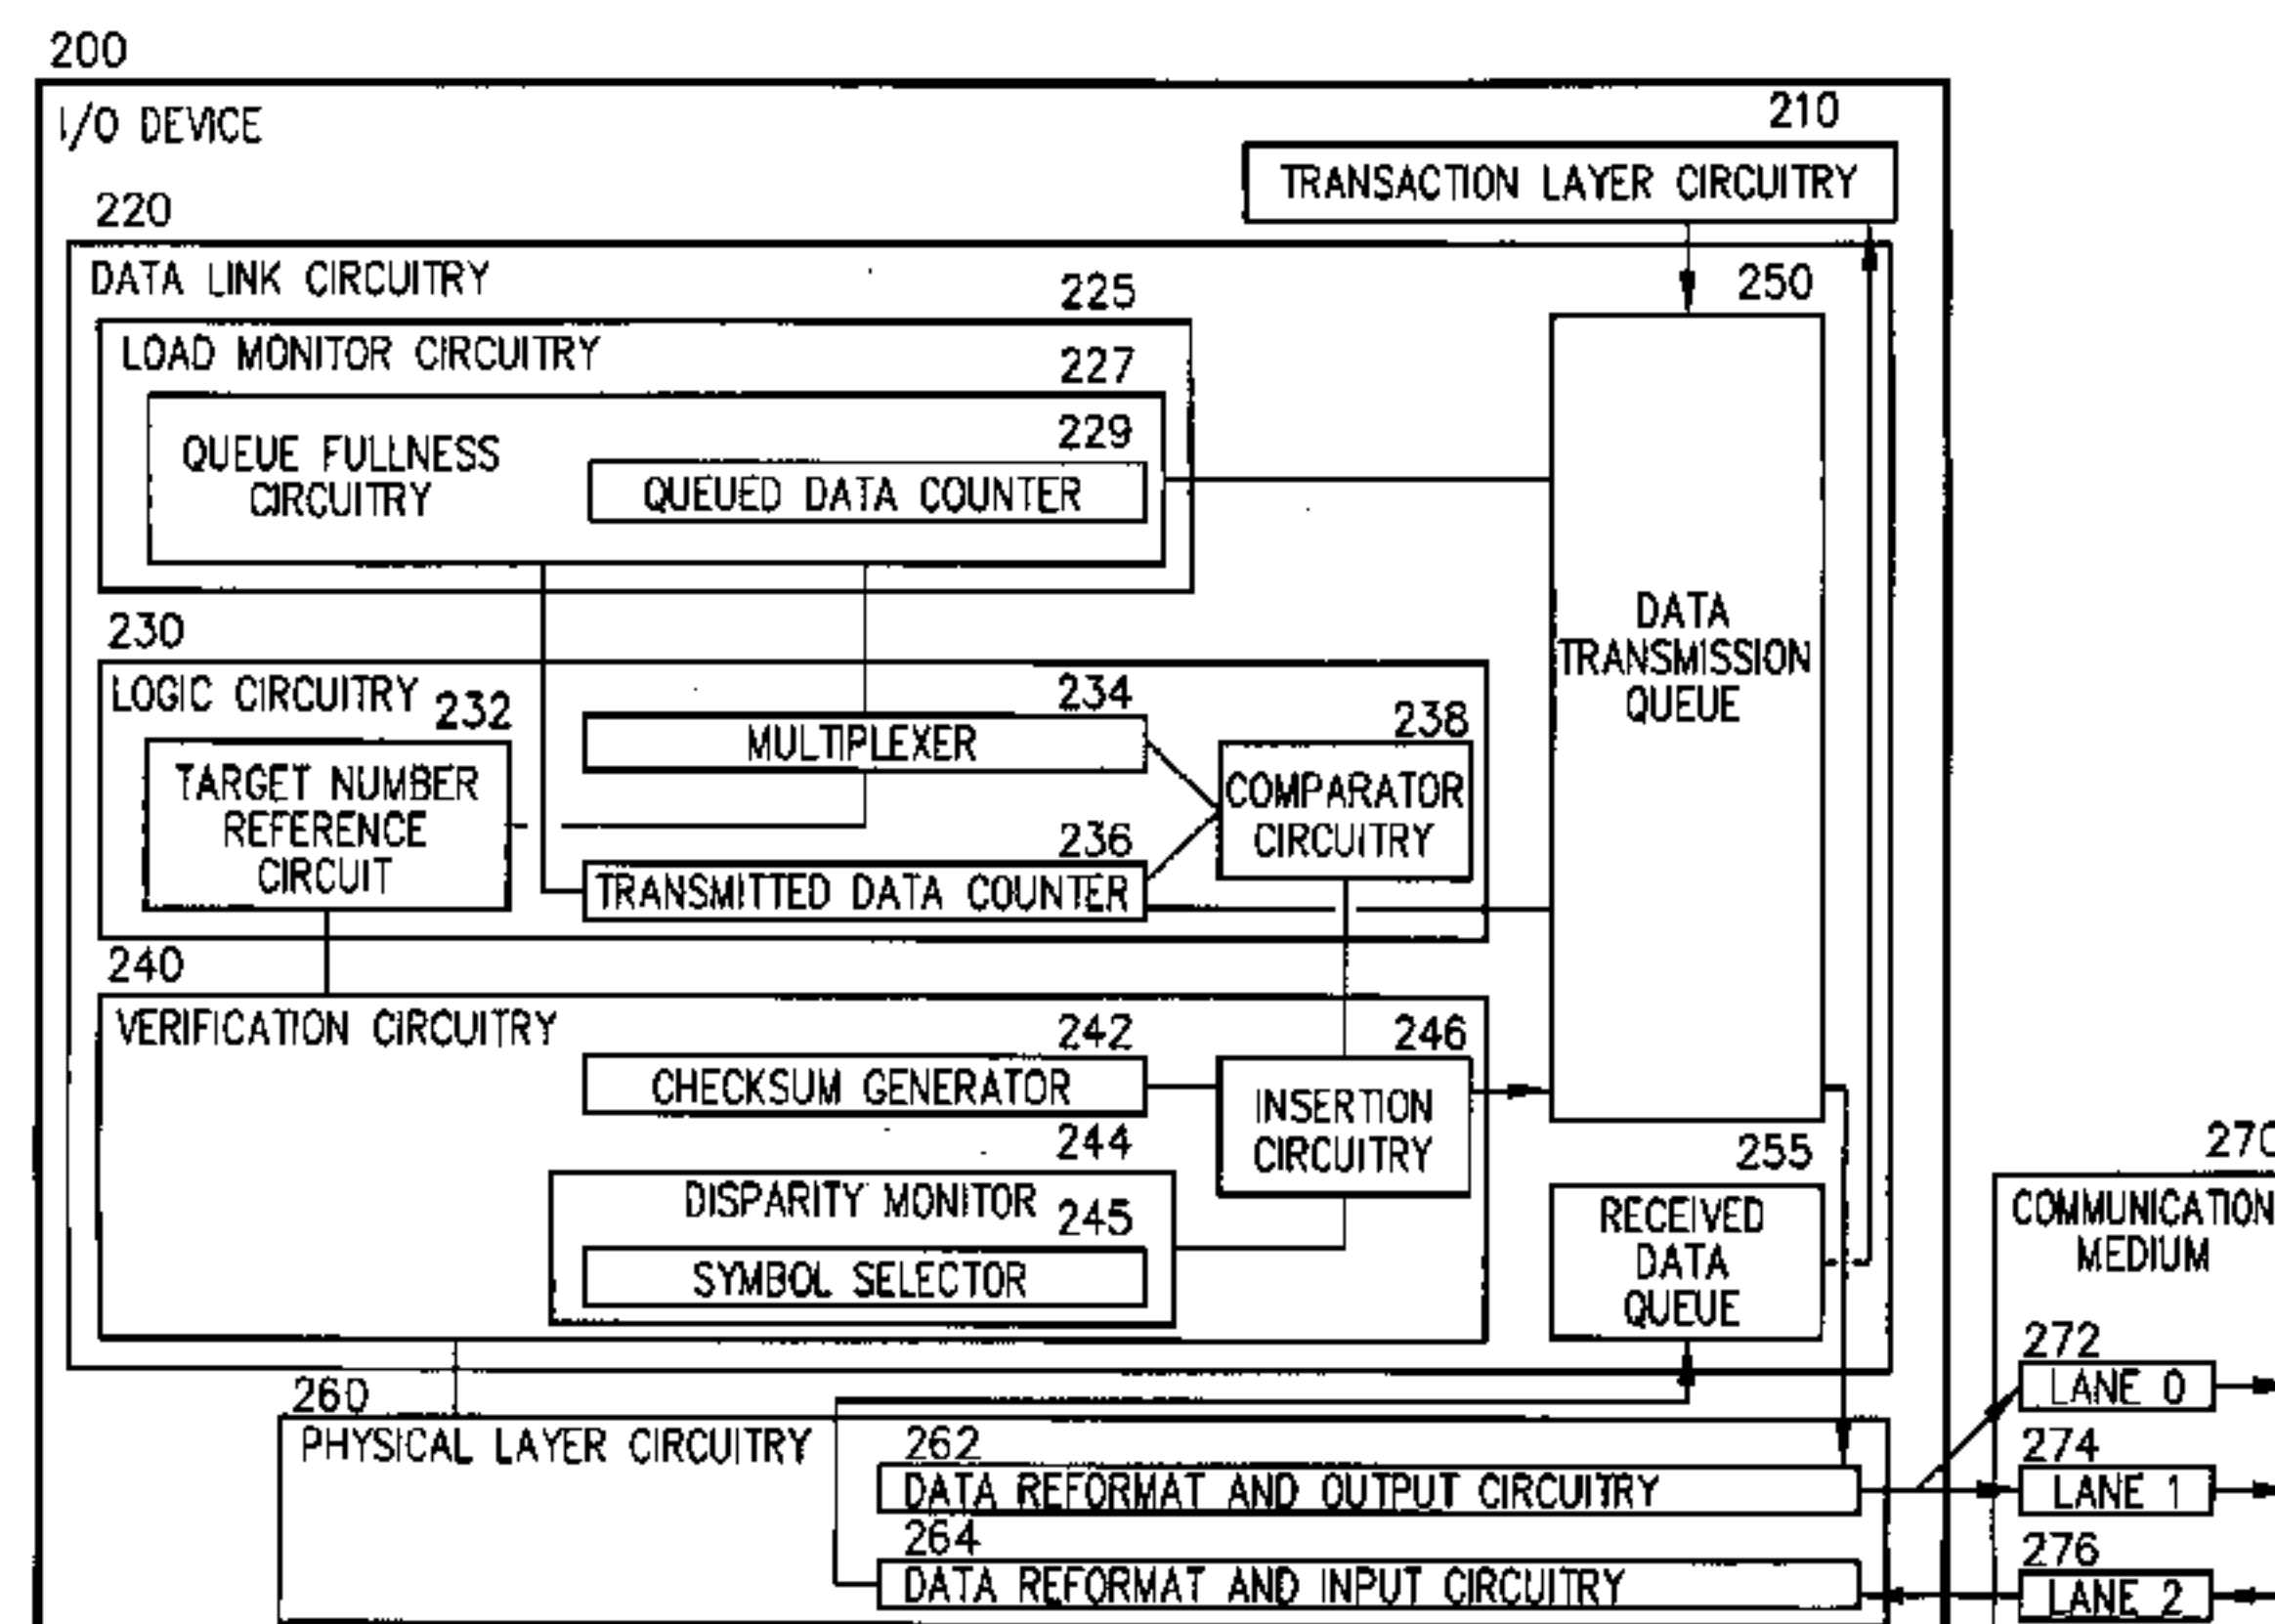 200
I/O DEVICE
210
TRANSACTION LAYER CIRCUITRY
220
DATA LINK CIRCUITRY
225
LOAD MONITOR CIRCUITRY
227
QUEUE FULLNESS
CIRCUITRY
229
QUEUED DATA COUNTER
250
DATA
TRANSMISSION
QUEUE
230
LOGIC CIRCUITRY
232
TARGET NUMBER
REFERENCE
CIRCUIT
234
MULTIPLEXER
236
TRANSMITTED DATA COUNTER
238
COMPARATOR
CIRCUITRY
240
VERIFICATION CIRCUITRY
242
CHECKSUM GENERATOR
244
DISPARITY MONITOR
245
SYMBOL SELECTOR
246
INSERTION
CIRCUITRY
255
RECEIVED
DATA
QUEUE
260
PHYSICAL LAYER CIRCUITRY
262
DATA REFORMAT AND OUTPUT CIRCUITRY
264
DATA REFORMAT AND INPUT CIRCUITRY
270
COMMUNICATION
MEDIUM
272
LANE 0
274
LANE 1
276
LANE 2